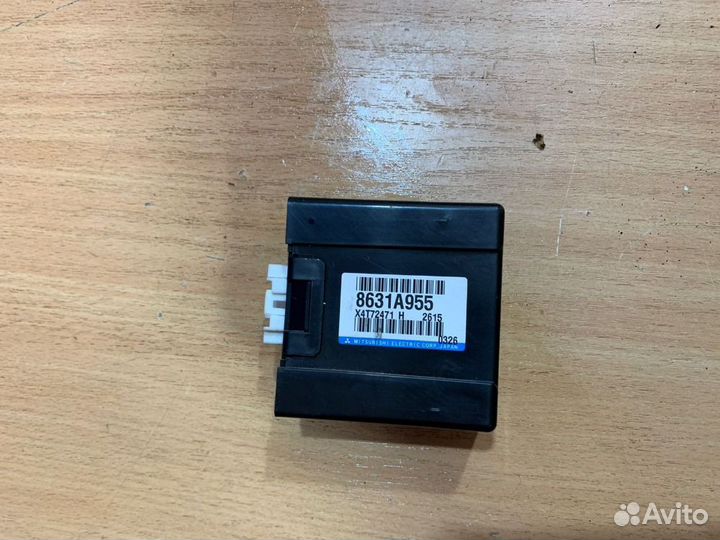 8631A955
X4T72471 H 2615
0326
MITSUBISHI ELECTRIC CORP. JAPAN
Avito